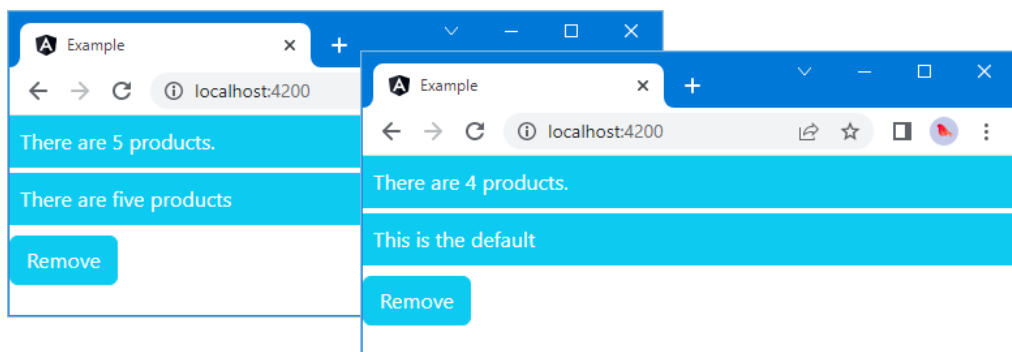 Example
localhost:4200
There are 5 products.
There are five products
Remove
Example
localhost:4200
There are 4 products.
This is the default
Remove